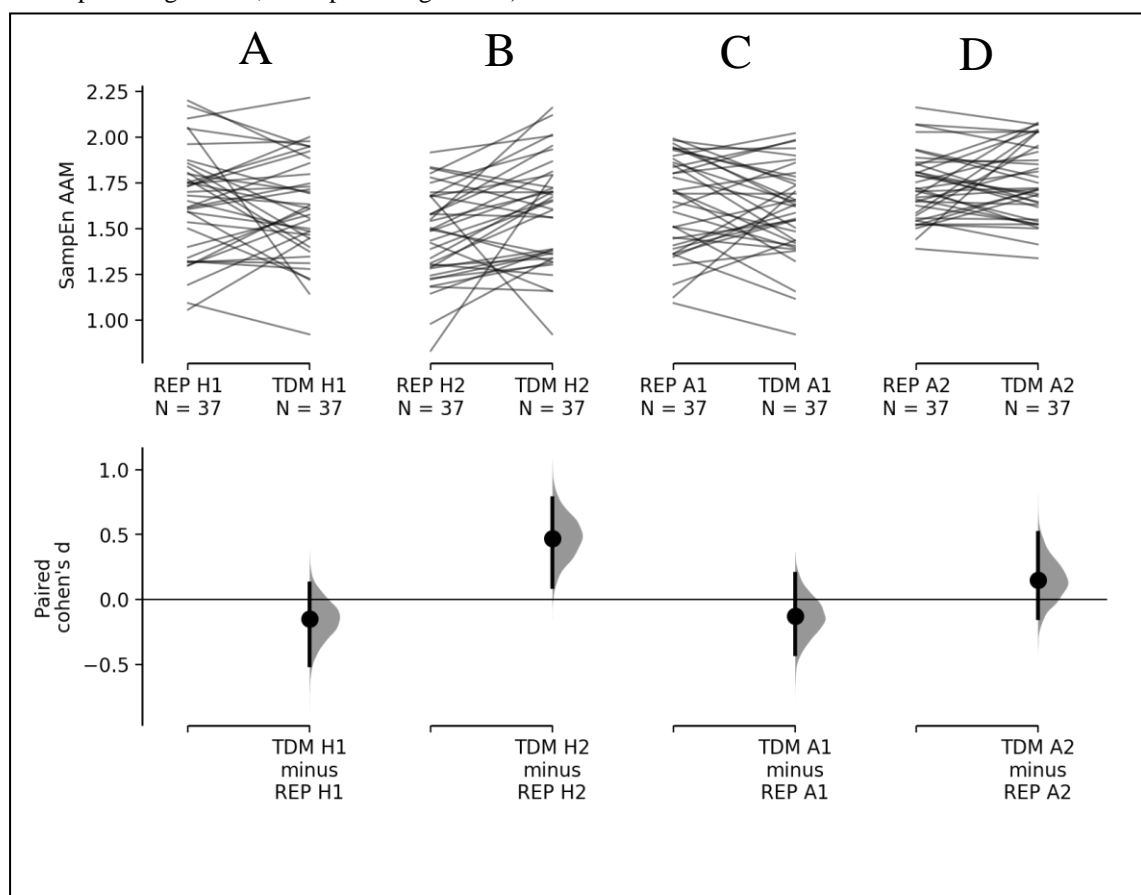 A B C D
2.25
2.00
1.75
1.50
1.25
1.00
SampEn AAM
REP H1 TDM H1 REP H2 TDM H2 REP A1 TDM A1 REP A2 TDM A2
N = 37 N = 37 N = 37 N = 37 N = 37 N = 37 N = 37 N = 37
1.0
0.5
0.0
−0.5
Paired
cohen's d
TDM H1 TDM H2 TDM A1 TDM A2
minus minus minus minus
REP H1 REP H2 REP A1 REP A2